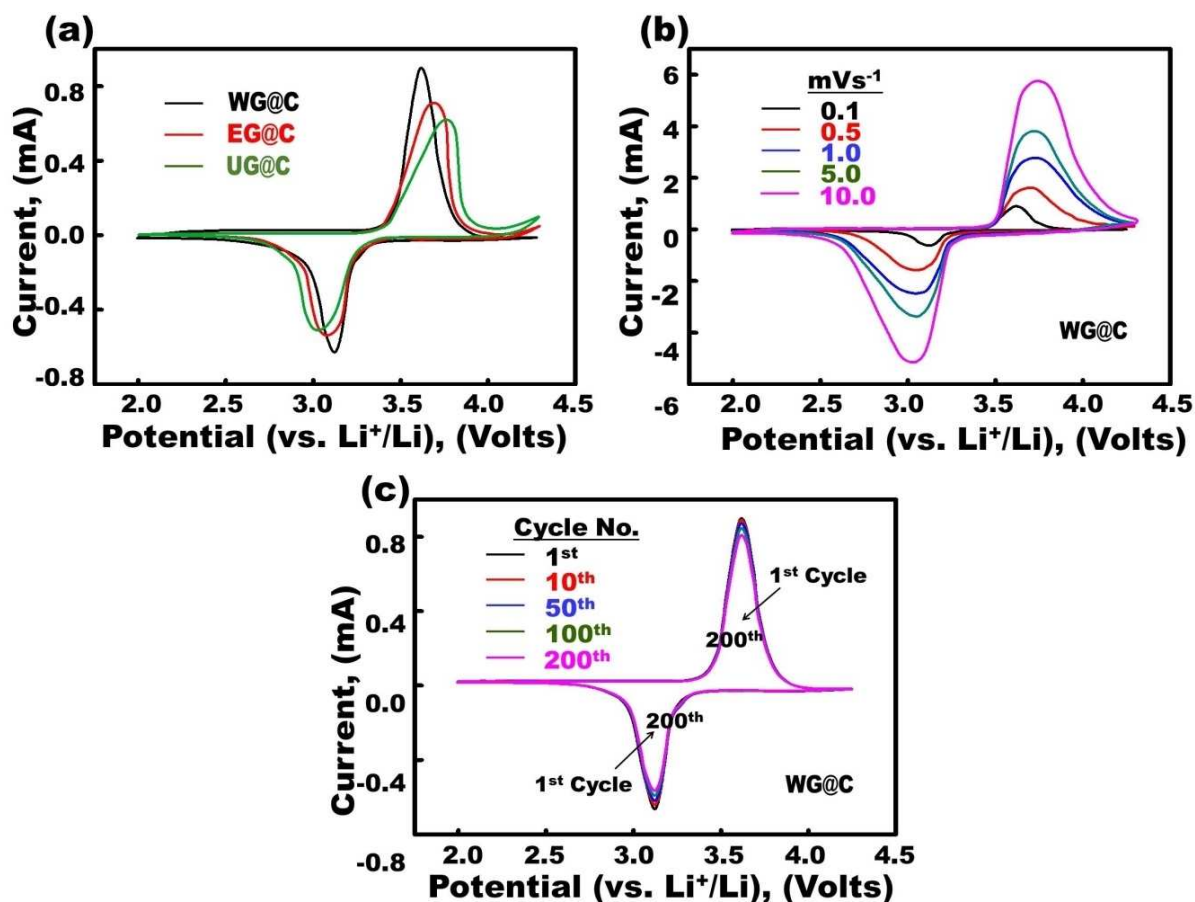 (a)
WG@C
EG@C
UG@C
0.8
0.4
0.0
-0.4
-0.8
Current, (mA)
2.0 2.5 3.0 3.5 4.0 4.5
Potential (vs. Li⁺/Li), (Volts)
(b)
mVs⁻¹
0.1
0.5
1.0
5.0
10.0
6
4
2
0
-2
-4
-6
Current, (mA)
WG@C
2.0 2.5 3.0 3.5 4.0 4.5
Potential (vs. Li⁺/Li), (Volts)
(c)
Cycle No.
1ˢᵗ
10ᵗʰ
50ᵗʰ
100ᵗʰ
200ᵗʰ
1ˢᵗ Cycle
200ᵗʰ
200ᵗʰ
1ˢᵗ Cycle
WG@C
0.8
0.4
0.0
-0.4
-0.8
Current, (mA)
2.0 2.5 3.0 3.5 4.0 4.5
Potential (vs. Li⁺/Li), (Volts)